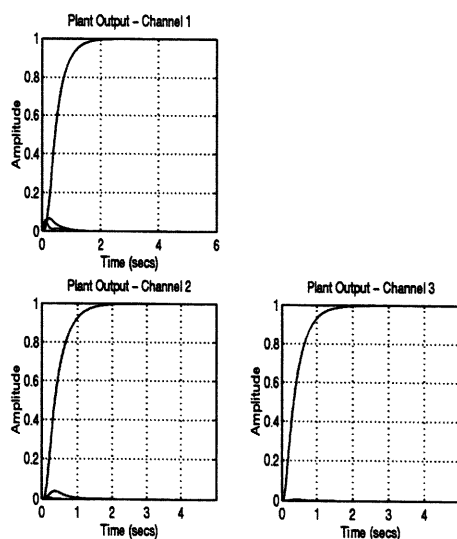 Plant Output – Channel 1
Amplitude
1
0.8
0.6
0.4
0.2
0
0 2 4 6
Time (secs)
Plant Output – Channel 2
Amplitude
1
0.8
0.6
0.4
0.2
0
0 1 2 3 4
Time (secs)
Plant Output – Channel 3
Amplitude
1
0.8
0.6
0.4
0.2
0
0 1 2 3 4
Time (secs)